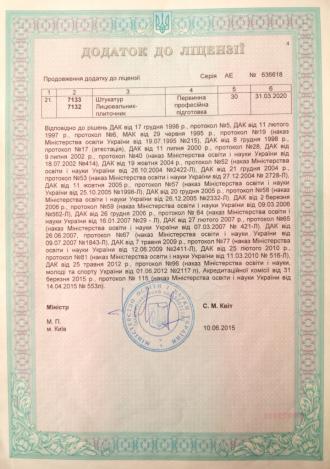 4
ДОДАТОК ДО ЛІЦЕНЗІЇ
Продовження додатку до ліцензії Серія АЕ № 636618
1 2 3 4 5 6
21. 7133 Штукатур Первинна 30 31.03.2020
7132 Лицювальник- професійна
плиточник підготовка
Відповідно до рішень ДАК від 17 грудня 1996 р., протокол №5, ДАК від 11 лютого
1997 р., протокол №6, МАК від 29 червня 1995 р., протокол №19 (наказ
Міністерства освіти України від 19.07.1995 №215), ДАК від 8 грудня 1998 р.,
протокол №17 (атестація), ДАК від 11 липня 2000 р., протокол №28, ДАК від
9 липня 2002 р., протокол №40 (наказ Міністерства освіти і науки України від
18.07.2002 №414), ДАК від 19 жовтня 2004 р., протокол №52 (наказ Міністерства
освіти і науки України від 26.10.2004 №2422-Л), ДАК від 21 грудня 2004 р.,
протокол №53 (наказ Міністерства освіти і науки України від 27.12.2004 № 2728-Л),
ДАК від 11 жовтня 2005 р., протокол №57 (наказ Міністерства освіти і науки
України від 25.10.2005 №1998-Л), ДАК від 20 грудня 2005 р., протокол №58 (наказ
Міністерства освіти і науки України від 26.12.2005 №2332-Л), ДАК від 2 березня
2006 р., протокол №59 (наказ Міністерства освіти і науки України від 09.03.2006
№562-Л), ДАК від 26 грудня 2006 р., протокол № 64 (наказ Міністерства освіти і
науки України від 16.01.2007 №29 - Л), ДАК від 27 лютого 2007 р., протокол №65
(наказ Міністерства освіти і науки України від 07.03.2007 № 421-Л), ДАК від
26.06.2007, протокол №67 (наказ Міністерства освіти і науки України від
09.07.2007 №1843-Л), ДАК від 7 травня 2009 р., протокол №77 (наказ Міністерства
освіти і науки України від 12.06.2009 №2411-Л), ДАК від 25 лютого 2010 р.,
протокол №81 (наказ Міністерства освіти і науки України від 11.03.2010 № 516-Л),
ДАК від 25 травня 2012 р., протокол №96 (наказ Міністерства освіти і науки,
молоді та спорту України від 01.06.2012 №2117 л), Акредитаційної комісії від 31
березня 2015 р., протокол № 115 (наказ Міністерства освіти і науки України від
14.04.2015 № 553л).
Міністр С. М. Квіт
М. П.
м. Київ 10.06.2015